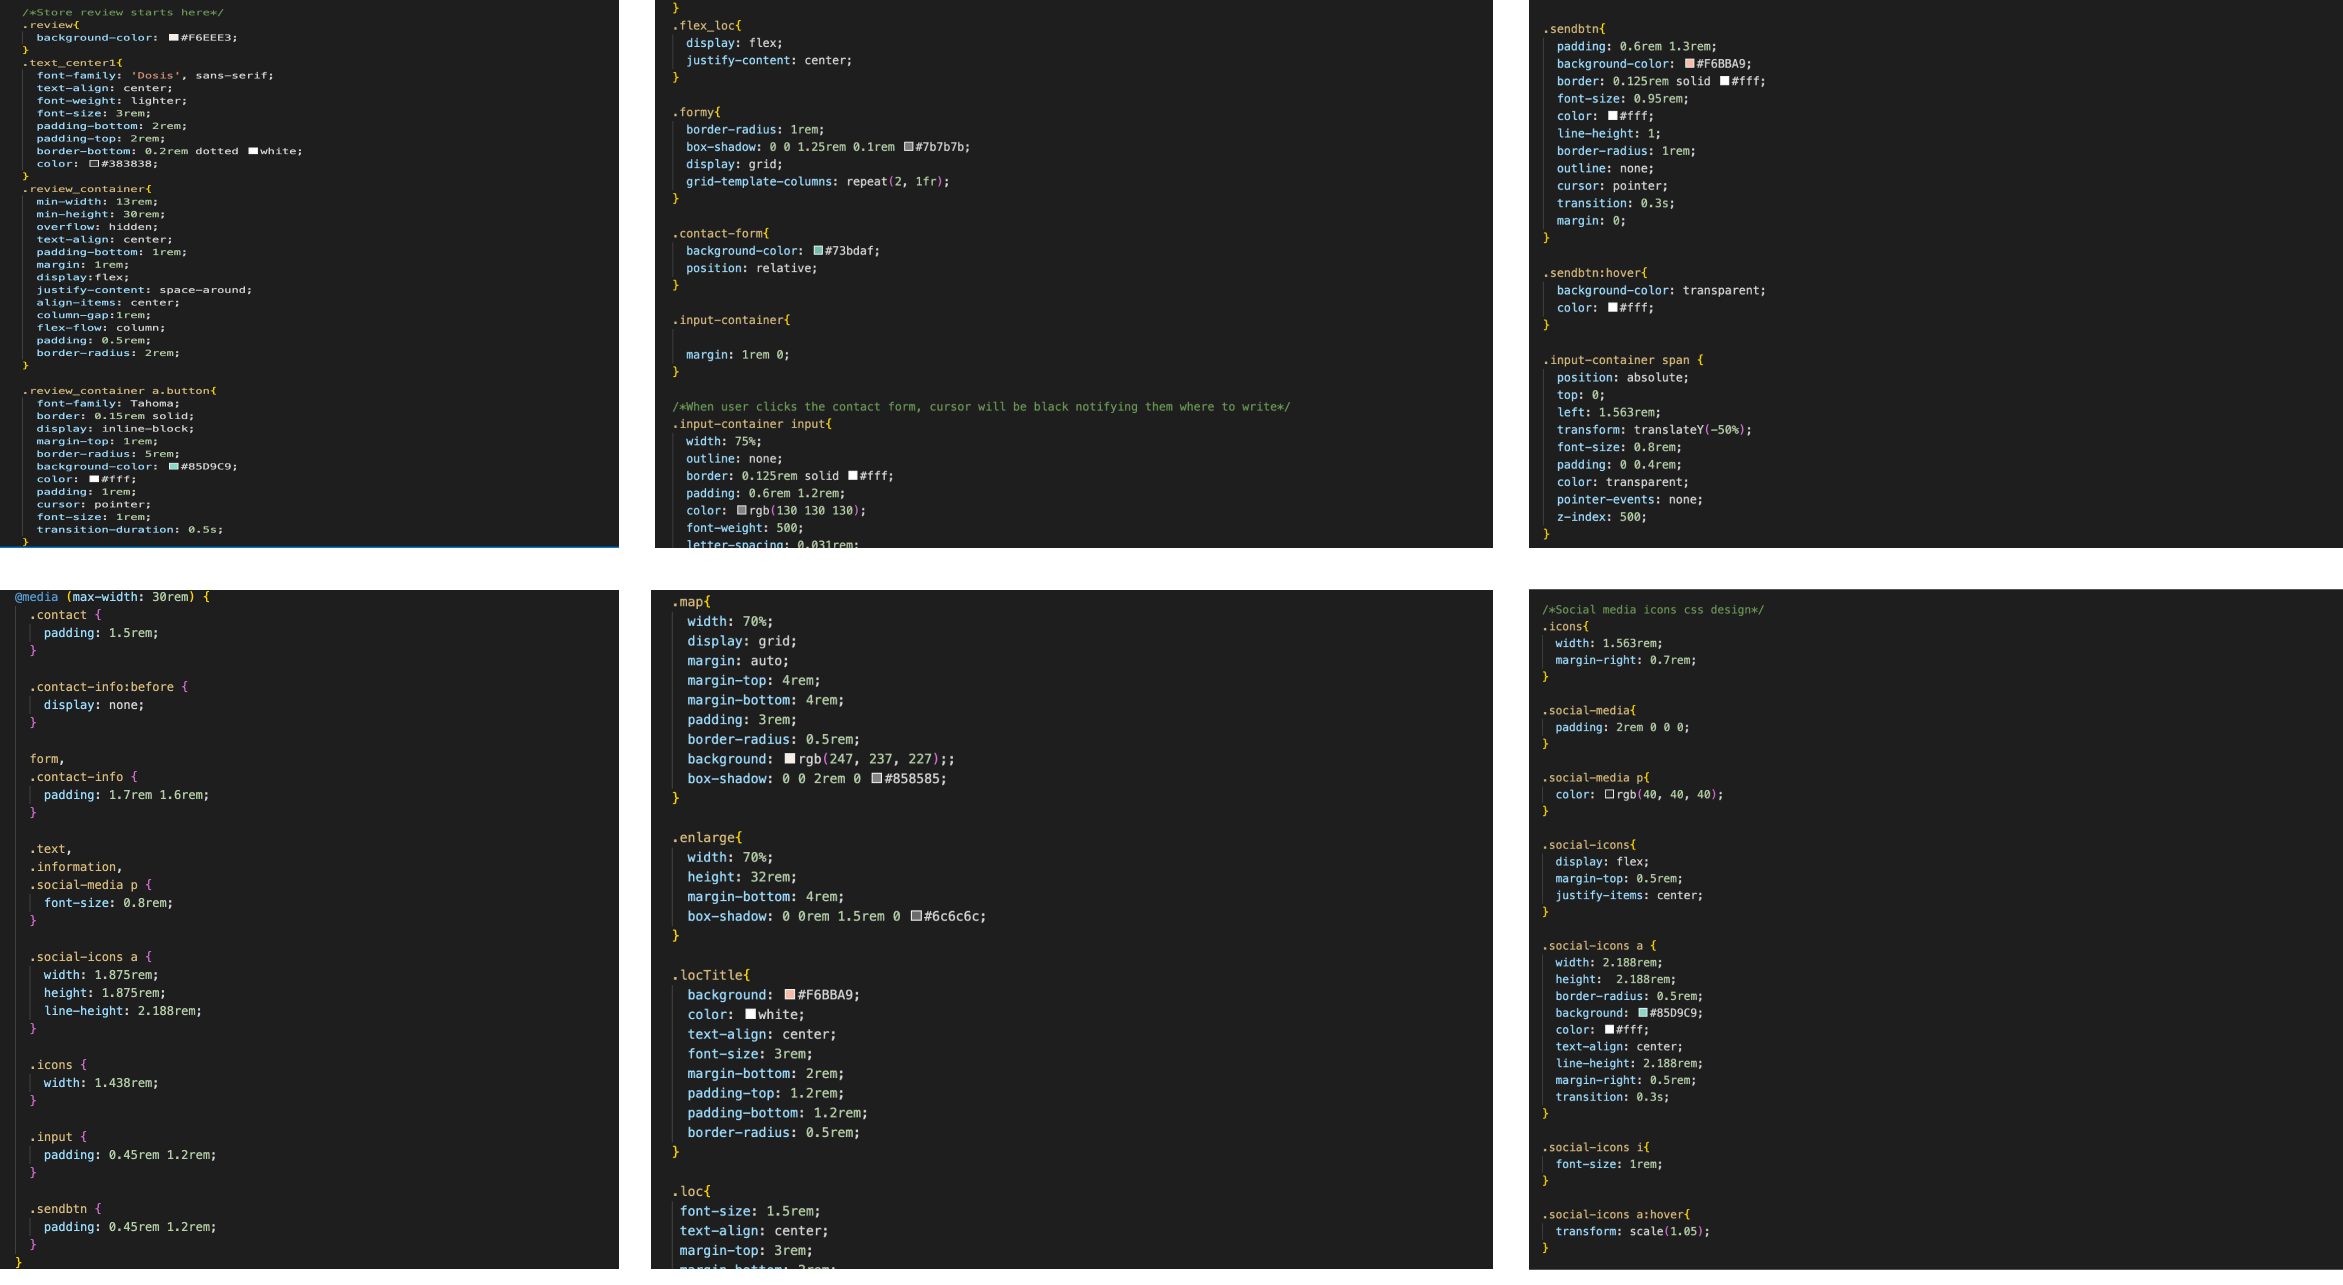 /*Store review starts here*/
.review{
background-color: #F6EEE3;
}
.text_center1{
font-family: 'Dosis', sans-serif;
text-align: center;
font-weight: lighter;
font-size: 3rem;
padding-bottom: 2rem;
padding-top: 2rem;
border-bottom: 0.2rem dotted white;
color: #383838;
}
.review_container{
min-width: 13rem;
min-height: 30rem;
overflow: hidden;
text-align: center;
padding-bottom: 1rem;
margin: 1rem;
display:flex;
justify-content: space-around;
align-items: center;
column-gap:1rem;
flex-flow: column;
padding: 0.5rem;
border-radius: 2rem;
}
.review_container a.button{
font-family: Tahoma;
border: 0.15rem solid;
display: inline-block;
margin-top: 1rem;
border-radius: 5rem;
background-color: #85D9C9;
color: #fff;
padding: 1rem;
cursor: pointer;
font-size: 1rem;
transition-duration: 0.5s;
}
}
.flex_loc{
display: flex;
justify-content: center;
}
.formy{
border-radius: 1rem;
box-shadow: 0 0 1.25rem 0.1rem #7b7b7b;
display: grid;
grid-template-columns: repeat(2, 1fr);
}
.contact-form{
background-color: #73bdaf;
position: relative;
}
.input-container{
margin: 1rem 0;
}
/*When user clicks the contact form, cursor will be black notifying them where to write*/
.input-container input{
width: 75%;
outline: none;
border: 0.125rem solid #fff;
padding: 0.6rem 1.2rem;
color: rgb(130 130 130);
font-weight: 500;
letter-spacing: 0.031rem;
.sendbtn{
padding: 0.6rem 1.3rem;
background-color: #F6BBA9;
border: 0.125rem solid #fff;
font-size: 0.95rem;
color: #fff;
line-height: 1;
border-radius: 1rem;
outline: none;
cursor: pointer;
transition: 0.3s;
margin: 0;
}
.sendbtn:hover{
background-color: transparent;
color: #fff;
}
.input-container span {
position: absolute;
top: 0;
left: 1.563rem;
transform: translateY(-50%);
font-size: 0.8rem;
padding: 0 0.4rem;
color: transparent;
pointer-events: none;
z-index: 500;
}
@media (max-width: 30rem) {
.contact {
padding: 1.5rem;
}
.contact-info:before {
display: none;
}
form,
.contact-info {
padding: 1.7rem 1.6rem;
}
.text,
.information,
.social-media p {
font-size: 0.8rem;
}
.social-icons a {
width: 1.875rem;
height: 1.875rem;
line-height: 2.188rem;
}
.icons {
width: 1.438rem;
}
.input {
padding: 0.45rem 1.2rem;
}
.sendbtn {
padding: 0.45rem 1.2rem;
}
}
.map{
width: 70%;
display: grid;
margin: auto;
margin-top: 4rem;
margin-bottom: 4rem;
padding: 3rem;
border-radius: 0.5rem;
background: rgb(247, 237, 227);;
box-shadow: 0 0 2rem 0 #858585;
}
.enlarge{
width: 70%;
height: 32rem;
margin-bottom: 4rem;
box-shadow: 0 0rem 1.5rem 0 #6c6c6c;
}
.locTitle{
background: #F6BBA9;
color: white;
text-align: center;
font-size: 3rem;
margin-bottom: 2rem;
padding-top: 1.2rem;
padding-bottom: 1.2rem;
border-radius: 0.5rem;
}
.loc{
font-size: 1.5rem;
text-align: center;
margin-top: 3rem;
/*Social media icons css design*/
.icons{
width: 1.563rem;
margin-right: 0.7rem;
}
.social-media{
padding: 2rem 0 0 0;
}
.social-media p{
color: rgb(40, 40, 40);
}
.social-icons{
display: flex;
margin-top: 0.5rem;
justify-items: center;
}
.social-icons a {
width: 2.188rem;
height:  2.188rem;
border-radius: 0.5rem;
background: #85D9C9;
color: #fff;
text-align: center;
line-height: 2.188rem;
margin-right: 0.5rem;
transition: 0.3s;
}
.social-icons i{
font-size: 1rem;
}
.social-icons a:hover{
transform: scale(1.05);
}